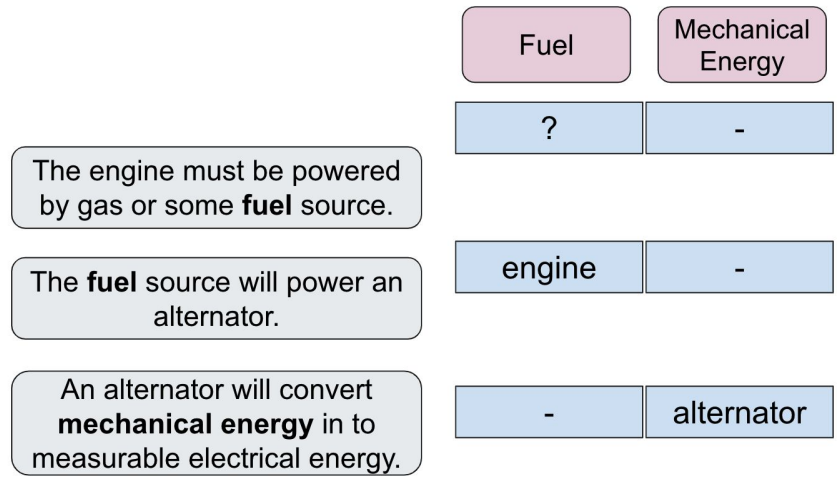 Fuel
Mechanical
Energy
? -
The engine must be powered
by gas or some fuel source.
The fuel source will power an
alternator.
engine -
An alternator will convert
mechanical energy in to
measurable electrical energy.
- alternator